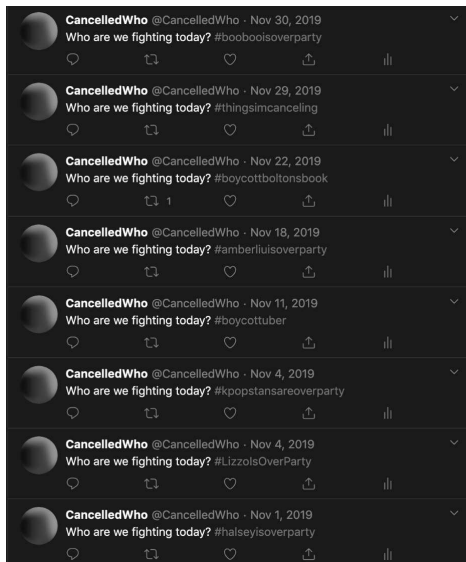 CancelledWho @CancelledWho · Nov 30, 2019
Who are we fighting today? #boobooisoverparty
CancelledWho @CancelledWho · Nov 29, 2019
Who are we fighting today? #thingsimcanceling
CancelledWho @CancelledWho · Nov 22, 2019
Who are we fighting today? #boycottboltonsbook
1
CancelledWho @CancelledWho · Nov 18, 2019
Who are we fighting today? #amberliuisoverparty
CancelledWho @CancelledWho · Nov 11, 2019
Who are we fighting today? #boycottuber
CancelledWho @CancelledWho · Nov 4, 2019
Who are we fighting today? #kpopstansareoverparty
CancelledWho @CancelledWho · Nov 4, 2019
Who are we fighting today? #LizzoIsOverParty
CancelledWho @CancelledWho · Nov 1, 2019
Who are we fighting today? #halseyisoverparty